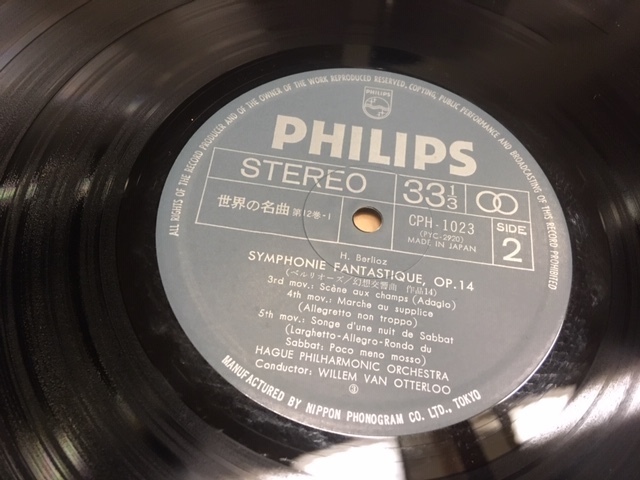 ALL RIGHTS OF THE RECORD PRODUCER AND OF THE OWNER OF THE WORK REPRODUCED RESERVED. COPYING, PUBLIC PERFORMANCE AND BROADCASTING OF THIS RECORD PROHIBITED
PHILIPS
PHILIPS
STEREO 33 1/3
世界の名曲 第12巻-1
CPH-1023
(PYC-2920)
MADE IN JAPAN
SIDE 2
H. Berlioz
SYMPHONIE FANTASTIQUE, OP.14
(ベルリオーズ/幻想交響曲 作品14)
3rd mov.: Scène aux champs (Adagio)
4th mov.: Marche au supplice
(Allegretto non troppo)
5th mov.: Songe d'une nuit de Sabbat
(Larghetto-Allegro-Rondo du
Sabbat: Poco meno mosso)
HAGUE PHILHARMONIC ORCHESTRA
Conductor: WILLEM VAN OTTERLOO
③
MANUFACTURED BY NIPPON PHONOGRAM CO. LTD., TOKYO